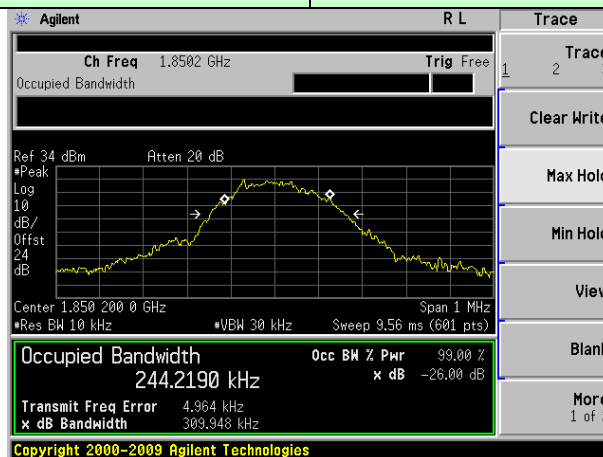 Agilent R L Trace
Ch Freq 1.8502 GHz Trig Free
Occupied Bandwidth
Trace
1 2
Clear Write
Max Hold
Min Hold
View
Blank
More
1 of
Ref 34 dBm Atten 20 dB
#Peak
Log
10
dB/
Offst
24
dB
Center 1.850 200 0 GHz Span 1 MHz
#Res BW 10 kHz #VBW 30 kHz Sweep 9.56 ms (601 pts)
Occupied Bandwidth Occ BW % Pwr 99.00 %
244.2190 kHz x dB -26.00 dB
Transmit Freq Error 4.964 kHz
x dB Bandwidth 309.948 kHz
Copyright 2000-2009 Agilent Technologies